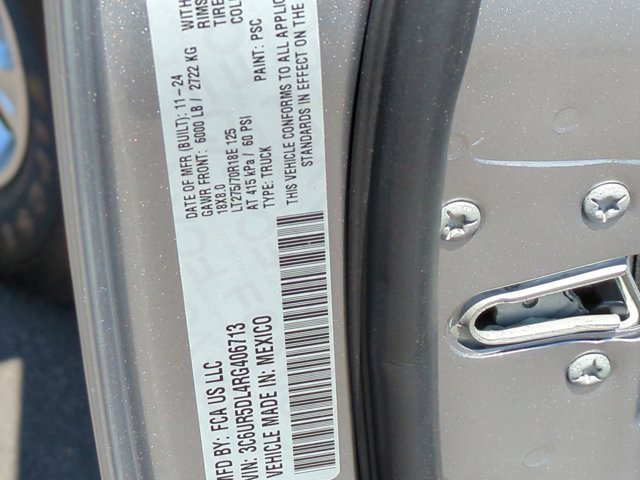 MFD BY: FCA US LLC
DATE OF MFR (BUILT): 11-24
GAWR FRONT: 6000 LB / 2722 KG WITH
18X8.0 RIMS
LT275/70R18E 125 TIRE
AT 415 kPa / 60 PSI COL
VIN: 3C6UR5DL4RG406713
TYPE: TRUCK
VEHICLE MADE IN: MEXICO
PAINT: PSC
THIS VEHICLE CONFORMS TO ALL APPLIC
STANDARDS IN EFFECT ON THE